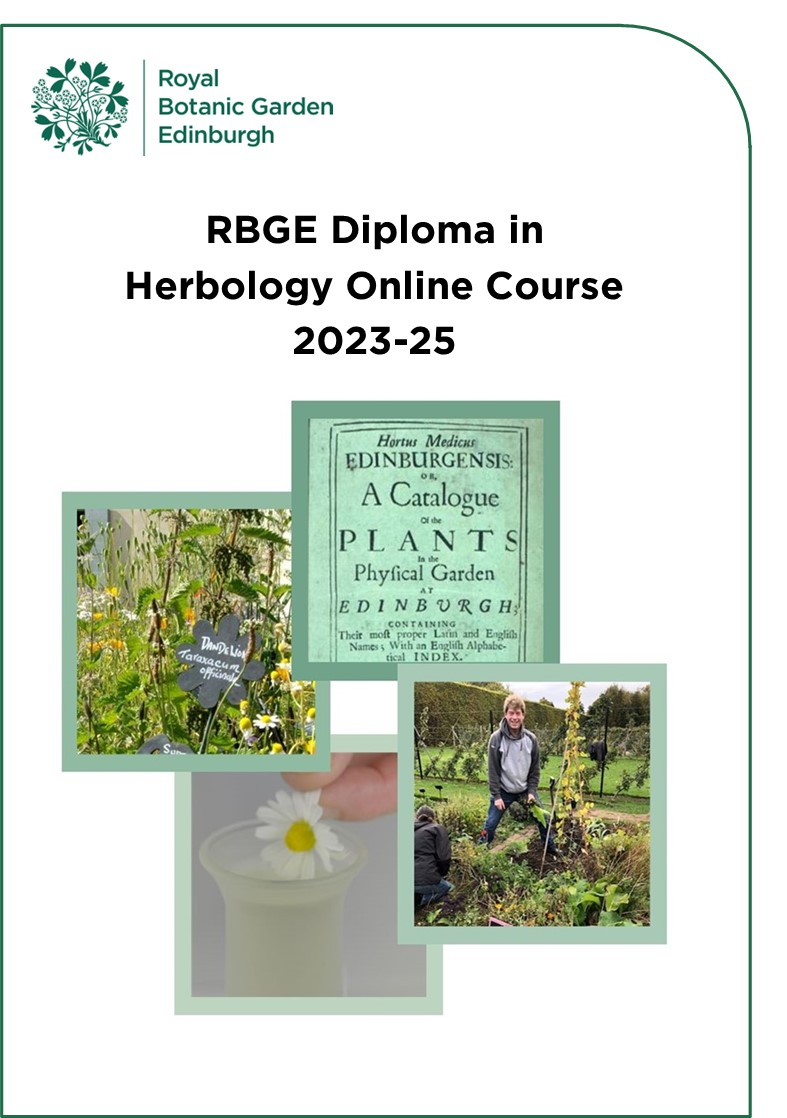 Royal
Botanic Garden
Edinburgh
RBGE Diploma in
Herbology Online Course
2023-25
Hortus Medicus
EDINBURGENSIS:
OR,
A Catalogue
Of the
PLANTS
In the
Phyſical Garden
AT
EDINBVRGH;
CONTAINING
Their moſt proper Latin and Engliſh
Names; With an Engliſh Alphabe-
tical INDEX.
DANDELION
Taraxacum
officinale